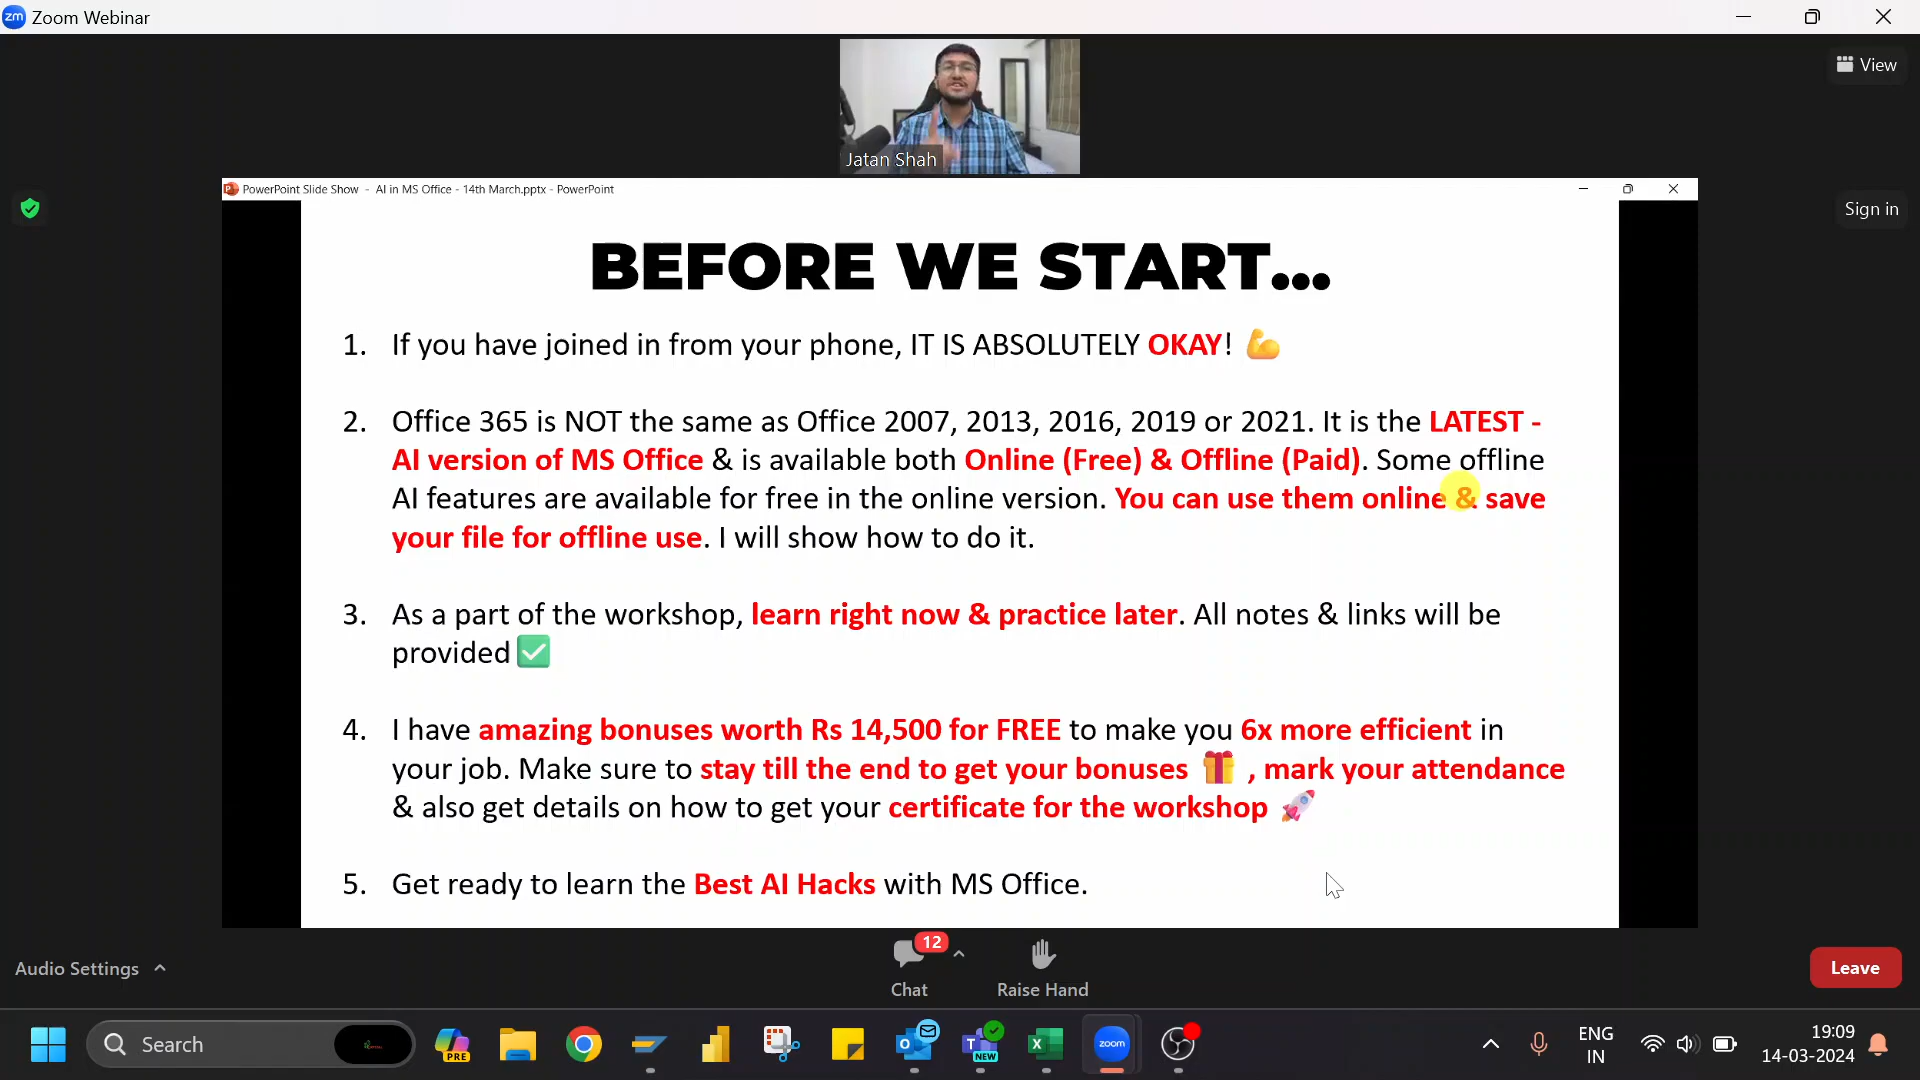 Zoom Webinar
View
Jatan Shah
PowerPoint Slide Show - AI in MS Office - 14th March.pptx - PowerPoint
Sign in
BEFORE WE START...
1. If you have joined in from your phone, IT IS ABSOLUTELY OKAY! 💪
2. Office 365 is NOT the same as Office 2007, 2013, 2016, 2019 or 2021. It is the LATEST -
AI version of MS Office & is available both Online (Free) & Offline (Paid). Some offline
AI features are available for free in the online version. You can use them online & save
your file for offline use. I will show how to do it.
3. As a part of the workshop, learn right now & practice later. All notes & links will be
provided ✅
4. I have amazing bonuses worth Rs 14,500 for FREE to make you 6x more efficient in
your job. Make sure to stay till the end to get your bonuses 🎁 , mark your attendance
& also get details on how to get your certificate for the workshop 🚀
5. Get ready to learn the Best AI Hacks with MS Office.
Audio Settings
12
Chat
Raise Hand
Leave
Search
PRE
NEW
zoom
ENG
IN
19:09
14-03-2024